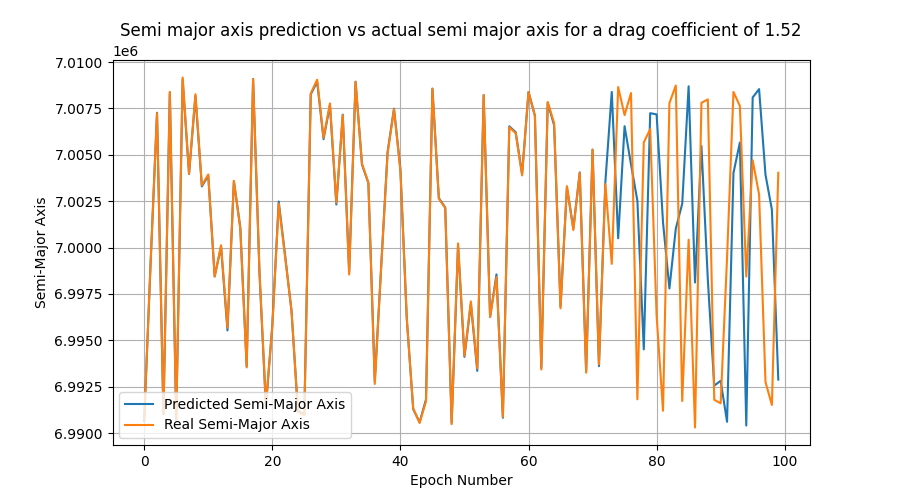 Semi major axis prediction vs actual semi major axis for a drag coefficient of 1.52
1e6
7.0100
7.0075
7.0050
7.0025
7.0000
6.9975
6.9950
6.9925
6.9900
Semi-Major Axis
Predicted Semi-Major Axis
Real Semi-Major Axis
0 20 40 60 80 100
Epoch Number